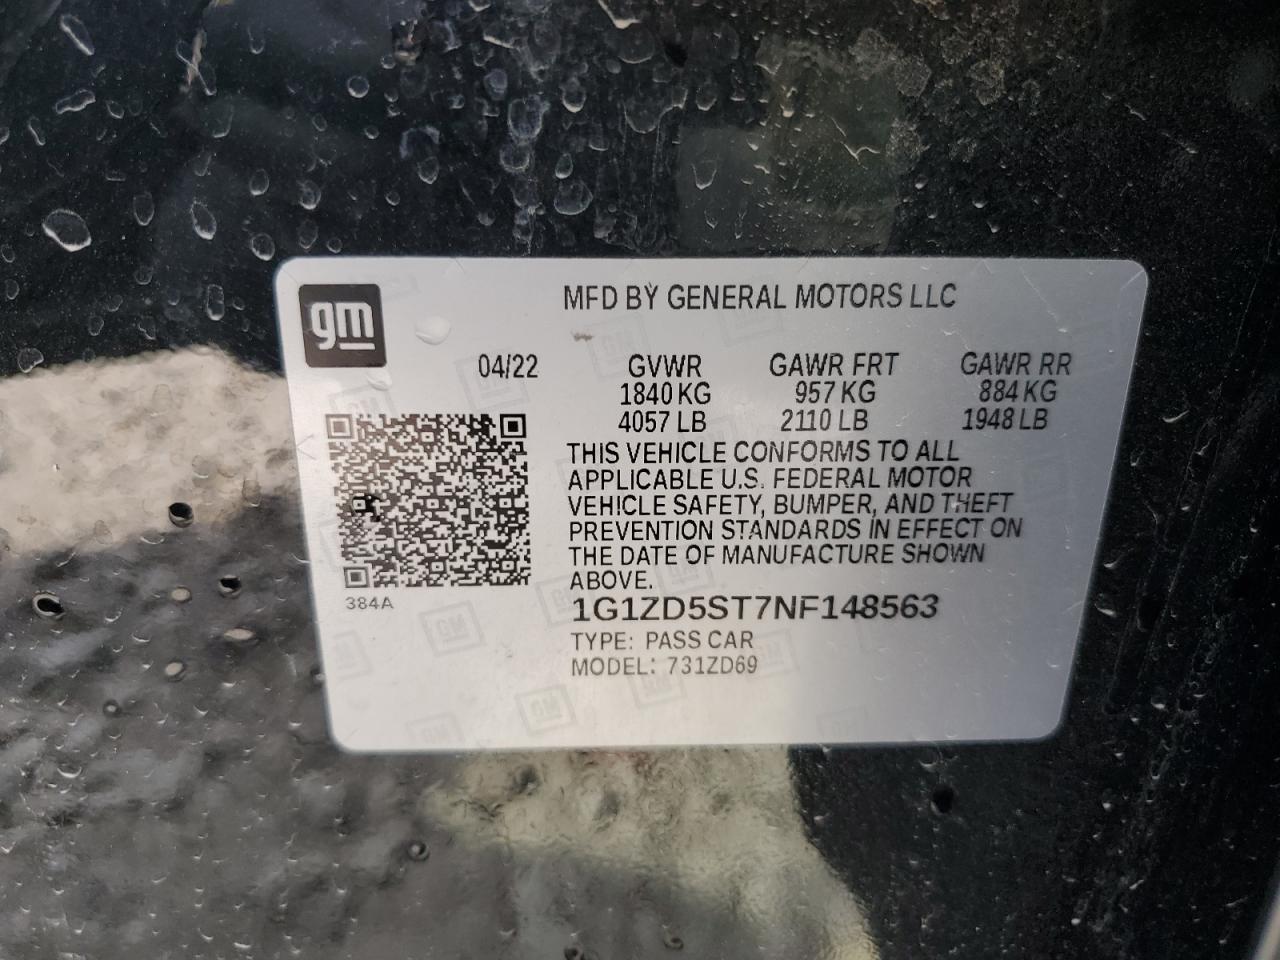 gm
MFD BY GENERAL MOTORS LLC
04/22 GVWR GAWR FRT GAWR RR
1840 KG 957 KG 884 KG
4057 LB 2110 LB 1948 LB
THIS VEHICLE CONFORMS TO ALL
APPLICABLE U.S. FEDERAL MOTOR
VEHICLE SAFETY, BUMPER, AND THEFT
PREVENTION STANDARDS IN EFFECT ON
THE DATE OF MANUFACTURE SHOWN
ABOVE.
384A
1G1ZD5ST7NF148563
TYPE: PASS CAR
MODEL: 731ZD69